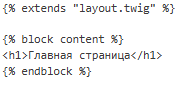 {% extends "layout.twig" %}

{% block content %}
<h1>Главная страница</h1>
{% endblock %}